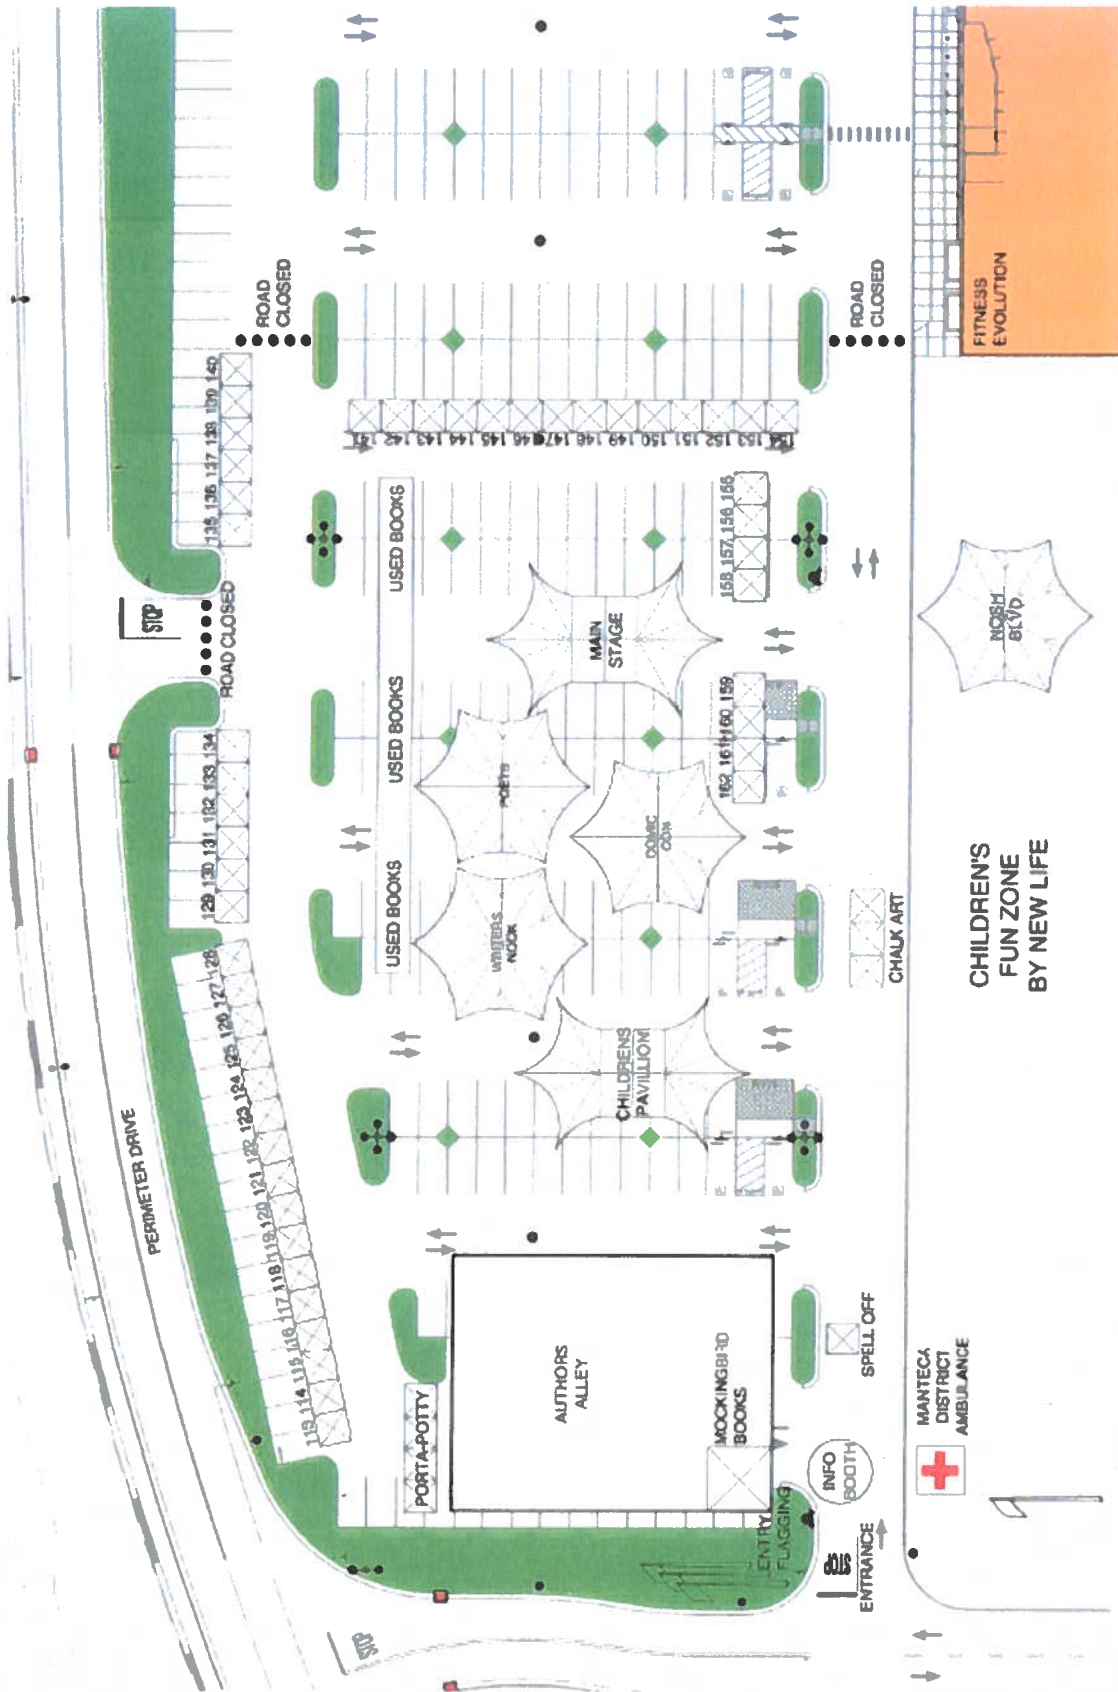 PERIMETER DRIVE
STOP
STOP
ROAD CLOSED
ROAD
CLOSED
ROAD
CLOSED
113 114 115 116 117 118 119 120 121 122 123 124 125 126 127 128
129 130 131 132 133 134
135 136 137 138 139 140
141
142
143
144
145
146
147
148
149
150
151
152
153
154
158 157 156 155
162 161 160 159
USED BOOKS
USED BOOKS
USED BOOKS
MAIN
STAGE
POETS
WRITERS
NOOK
COMIC
CON
CHILDRENS
PAVILLION
PORTA-POTTY
AUTHORS
ALLEY
MOCKINGBIRD
BOOKS
ENTRY
FLAGGING
ENTRANCE
INFO
BOOTH
SPELL OFF
CHALK ART
MANTECA
DISTRICT
AMBULANCE
CHILDREN'S
FUN ZONE
BY NEW LIFE
NOSH
BLVD
FITNESS
EVOLUTION